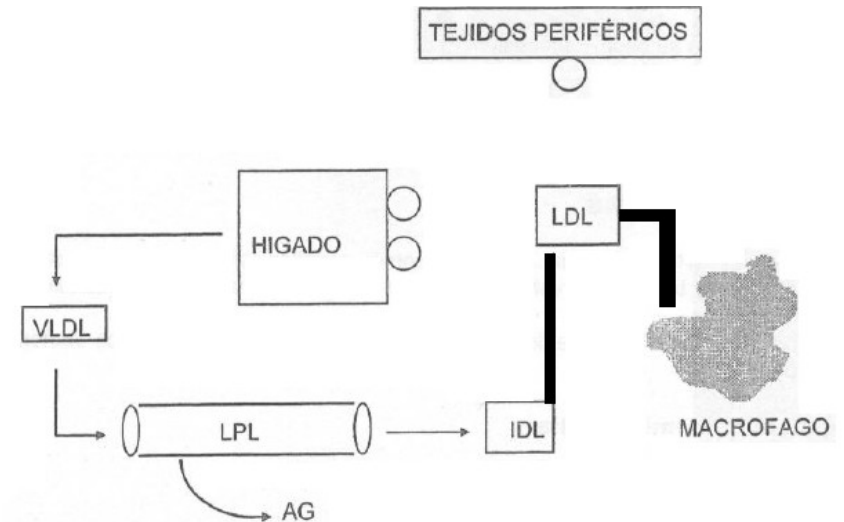 TEJIDOS PERIFÉRICOS
LDL
HIGADO
VLDL
LPL
IDL
MACROFAGO
AG